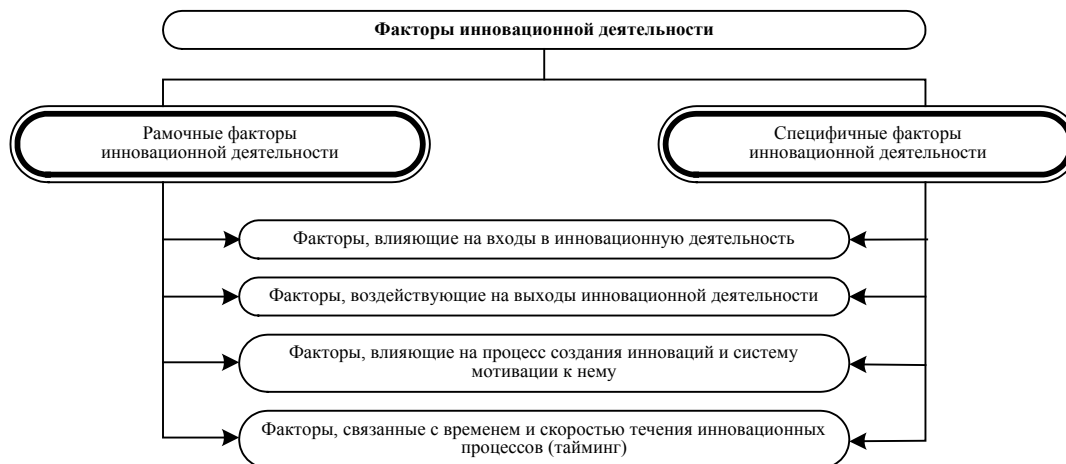 Факторы инновационной деятельности
Рамочные факторы
инновационной деятельности
Специфичные факторы
инновационной деятельности
Факторы, влияющие на входы в инновационную деятельность
Факторы, воздействующие на выходы инновационной деятельности
Факторы, влияющие на процесс создания инноваций и систему
мотивации к нему
Факторы, связанные с временем и скоростью течения инновационных
процессов (тайминг)